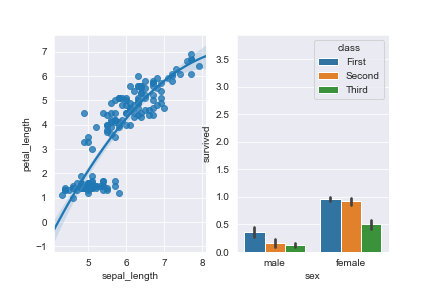 7
6
5
4
3
2
1
0
−1
petal_length
5
6
7
8
sepal_length
3.5
3.0
2.5
2.0
1.5
1.0
0.5
0.0
survived
class
First
Second
Third
male
female
sex